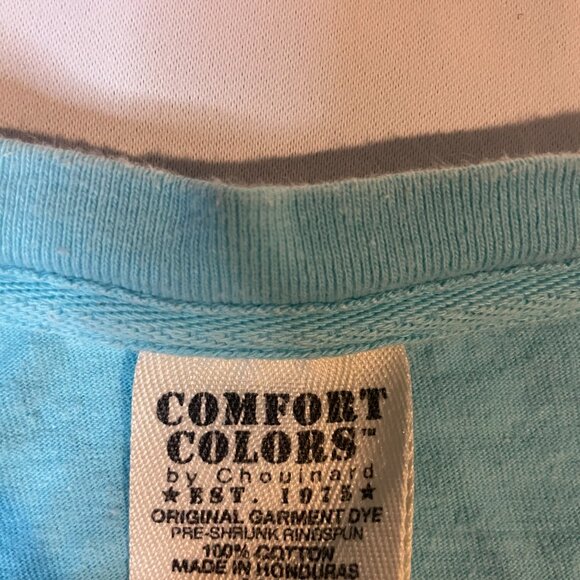 COMFORT
COLORS™
by Chouinard
★ EST. 1975 ★
ORIGINAL GARMENT DYE
PRE-SHRUNK RINGSPUN
100% COTTON
MADE IN HONDURAS